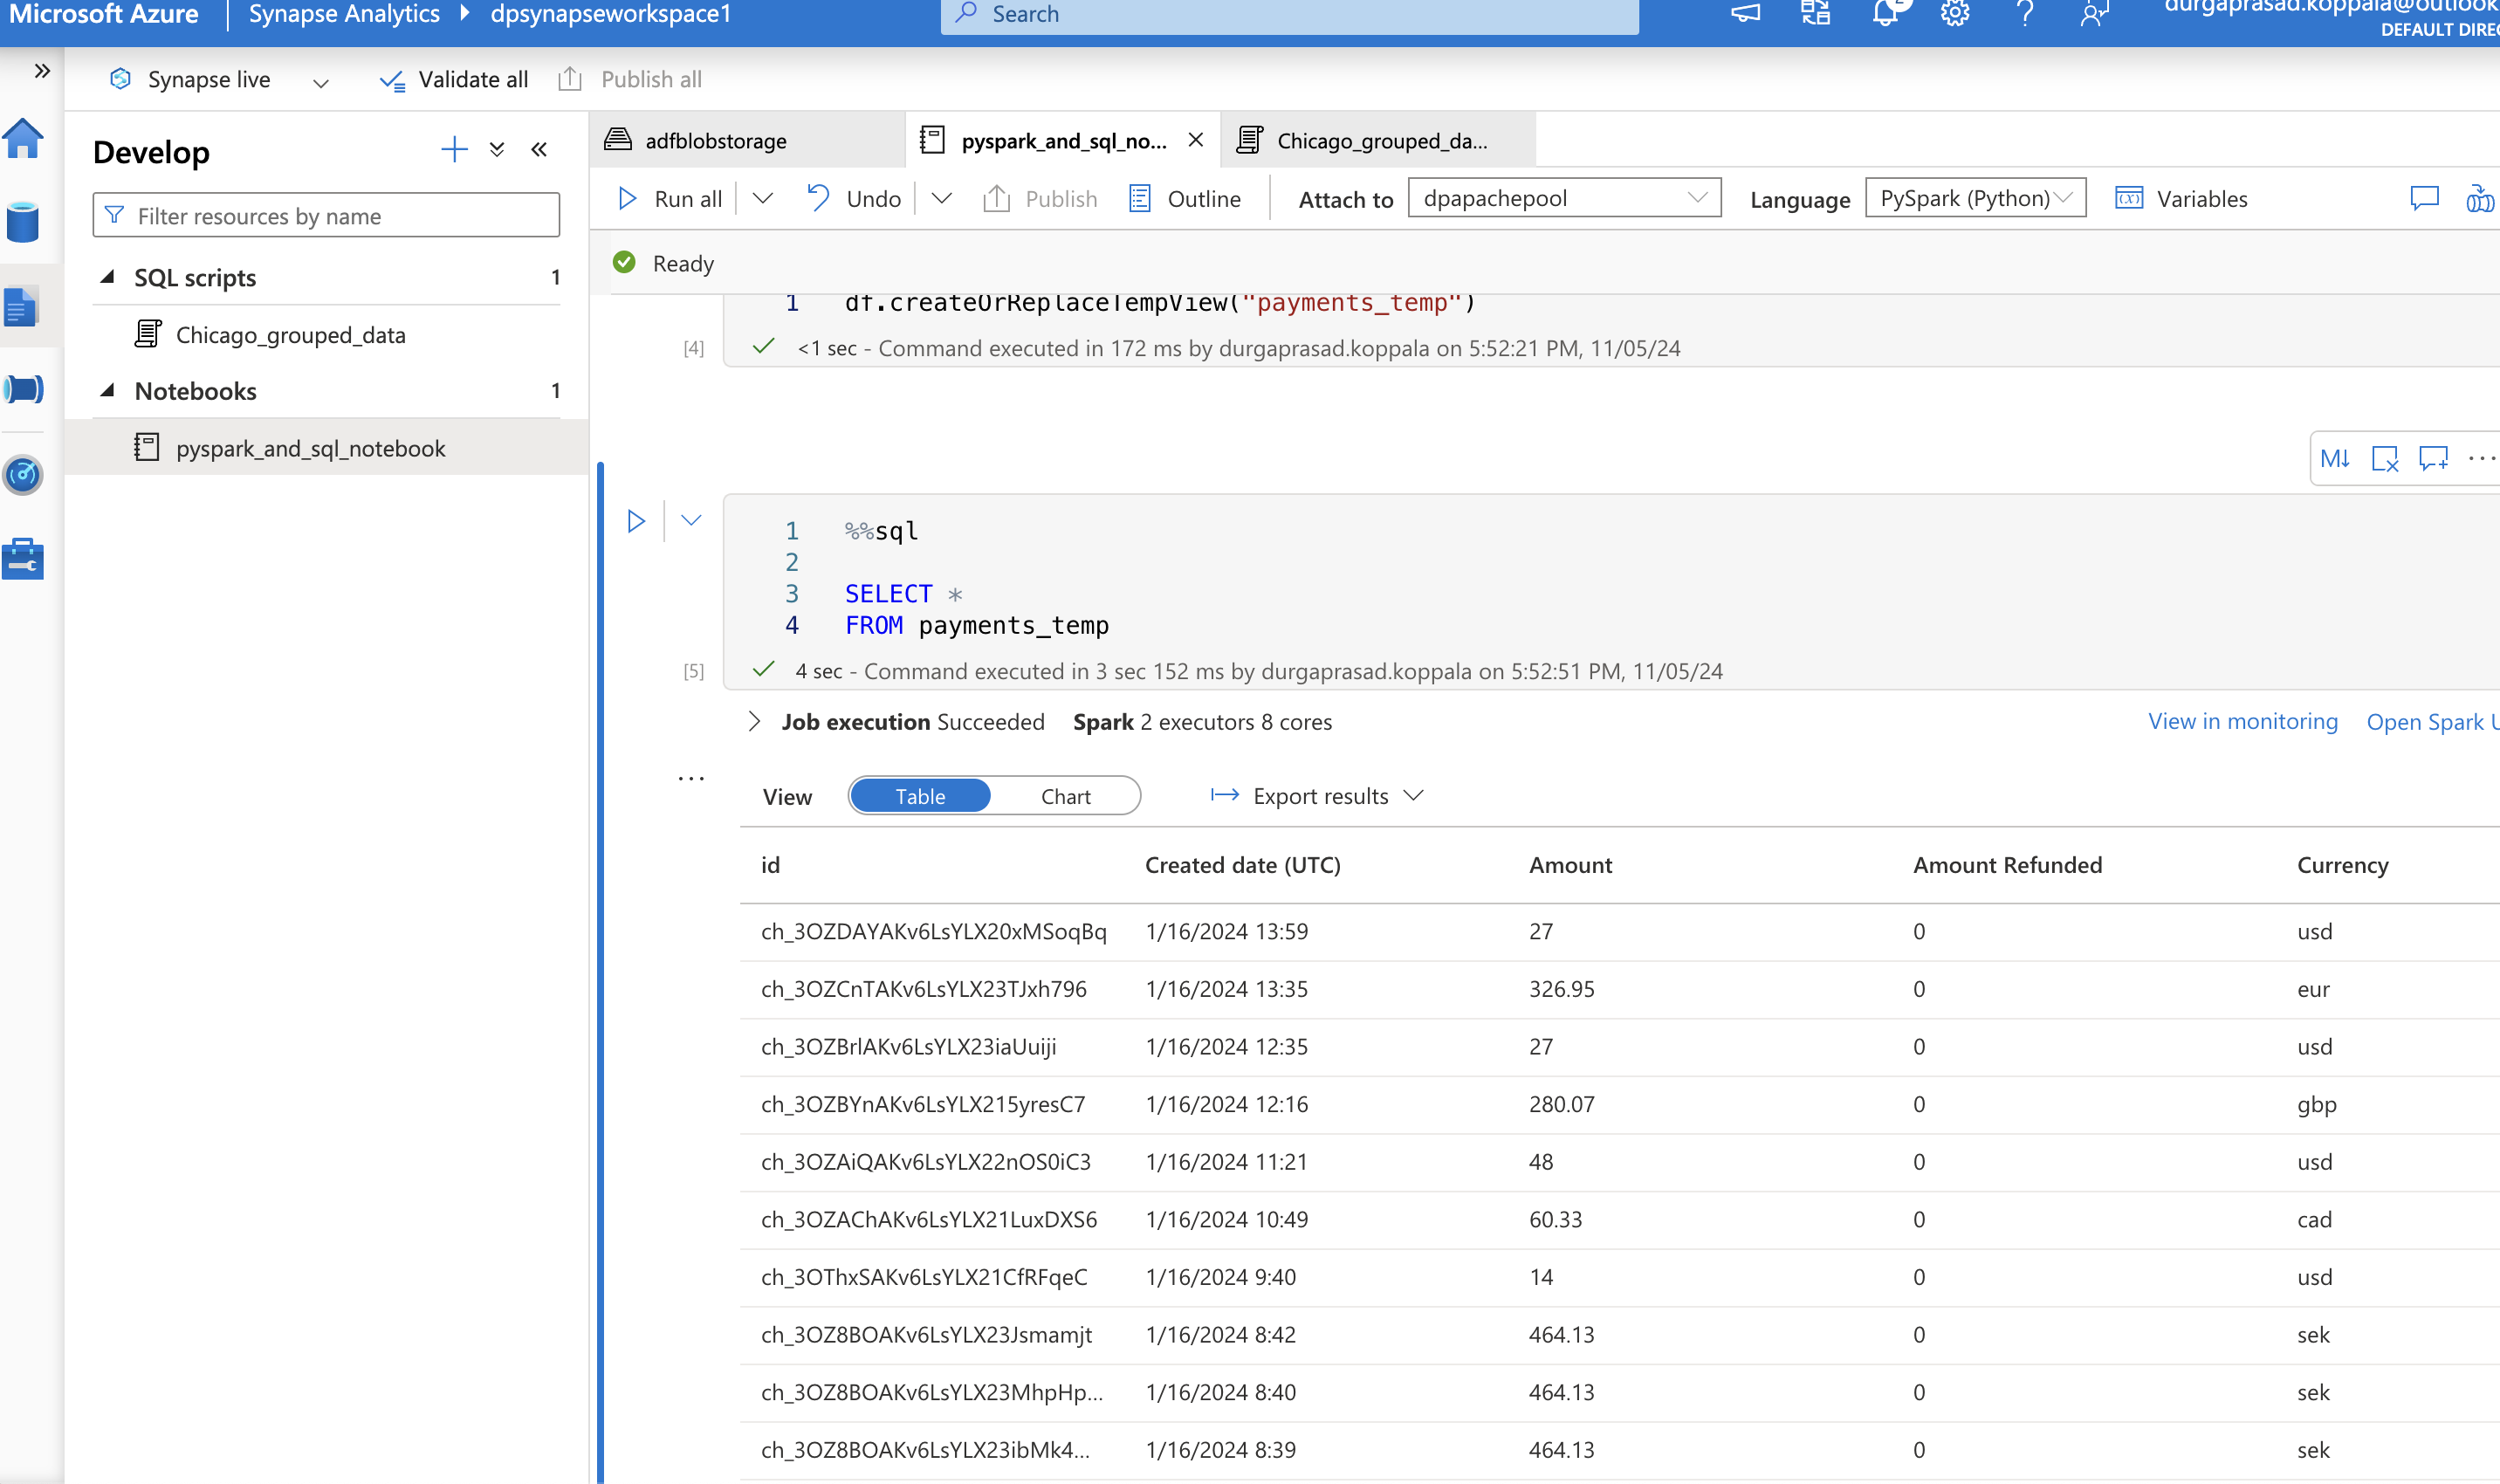 Microsoft Azure | Synapse Analytics dpsynapseworkspace1 Search 2
DEFAULT DIREC
Synapse live Validate all Publish all
Develop
Filter resources by name
SQL scripts 1
Chicago_grouped_data
Notebooks 1
pyspark_and_sql_notebook
adfblobstorage pyspark_and_sql_no... Chicago_grouped_da...
Run all Undo Publish Outline Attach to dpapachepool Language PySpark (Python) Variables
Ready
1 df.createOrReplaceTempView("payments_temp")
[4] <1 sec - Command executed in 172 ms by durgaprasad.koppala on 5:52:21 PM, 11/05/24
M↓
1 %%sql
2
3 SELECT *
4 FROM payments_temp
[5] 4 sec - Command executed in 3 sec 152 ms by durgaprasad.koppala on 5:52:51 PM, 11/05/24
Job execution Succeeded Spark 2 executors 8 cores View in monitoring Open Spark U
View Table Chart Export results
id Created date (UTC) Amount Amount Refunded Currency
ch_3OZDAYAKv6LsYLX20xMSoqBq 1/16/2024 13:59 27 0 usd
ch_3OZCnTAKv6LsYLX23TJxh796 1/16/2024 13:35 326.95 0 eur
ch_3OZBrlAKv6LsYLX23iaUuiji 1/16/2024 12:35 27 0 usd
ch_3OZBYnAKv6LsYLX215yresC7 1/16/2024 12:16 280.07 0 gbp
ch_3OZAiQAKv6LsYLX22nOS0iC3 1/16/2024 11:21 48 0 usd
ch_3OZAChAKv6LsYLX21LuxDXS6 1/16/2024 10:49 60.33 0 cad
ch_3OThxSAKv6LsYLX21CfRFqeC 1/16/2024 9:40 14 0 usd
ch_3OZ8BOAKv6LsYLX23Jsmamjt 1/16/2024 8:42 464.13 0 sek
ch_3OZ8BOAKv6LsYLX23MhpHp... 1/16/2024 8:40 464.13 0 sek
ch_3OZ8BOAKv6LsYLX23ibMk4... 1/16/2024 8:39 464.13 0 sek